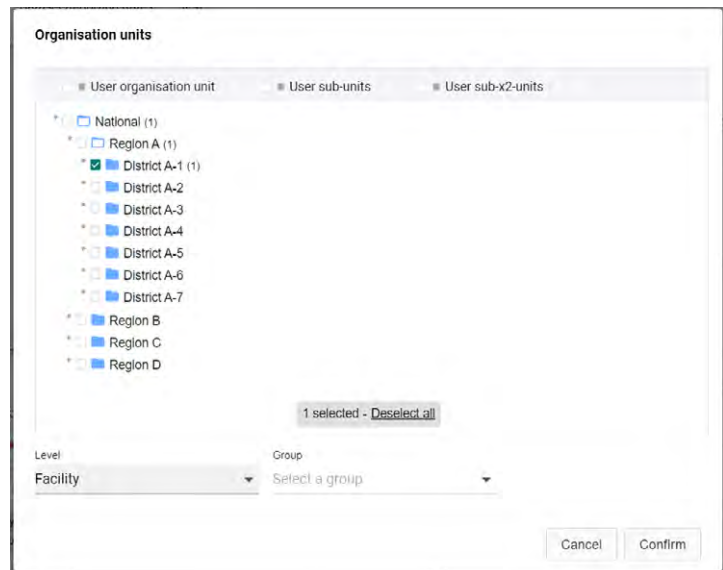 Organisation units
User organisation unit User sub-units User sub-x2-units
National (1)
Region A (1)
District A-1 (1)
District A-2
District A-3
District A-4
District A-5
District A-6
District A-7
Region B
Region C
Region D
1 selected - Deselect all
Level Group
Facility Select a group
Cancel Confirm